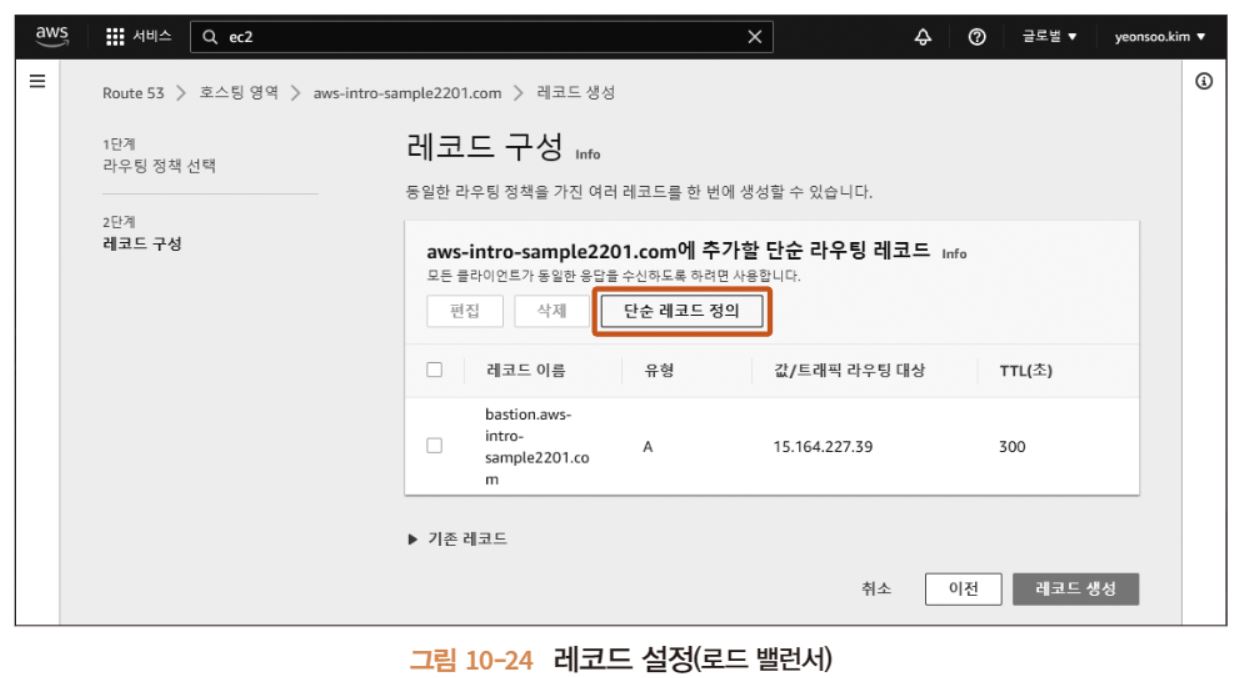 aws
서비스
ec2
글로벌 ▼
yeonsoo.kim ▼
Route 53 > 호스팅 영역 > aws-intro-sample2201.com > 레코드 생성
1단계
라우팅 정책 선택
2단계
레코드 구성
레코드 구성 Info
동일한 라우팅 정책을 가진 여러 레코드를 한 번에 생성할 수 있습니다.
aws-intro-sample2201.com에 추가할 단순 라우팅 레코드 Info
모든 클라이언트가 동일한 응답을 수신하도록 하려면 사용합니다.
편집 삭제 단순 레코드 정의
레코드 이름 유형 값/트래픽 라우팅 대상 TTL(초)
bastion.aws-
intro-
sample2201.co
m
A 15.164.227.39 300
▶ 기존 레코드
취소 이전 레코드 생성
그림 10-24 레코드 설정(로드 밸런서)